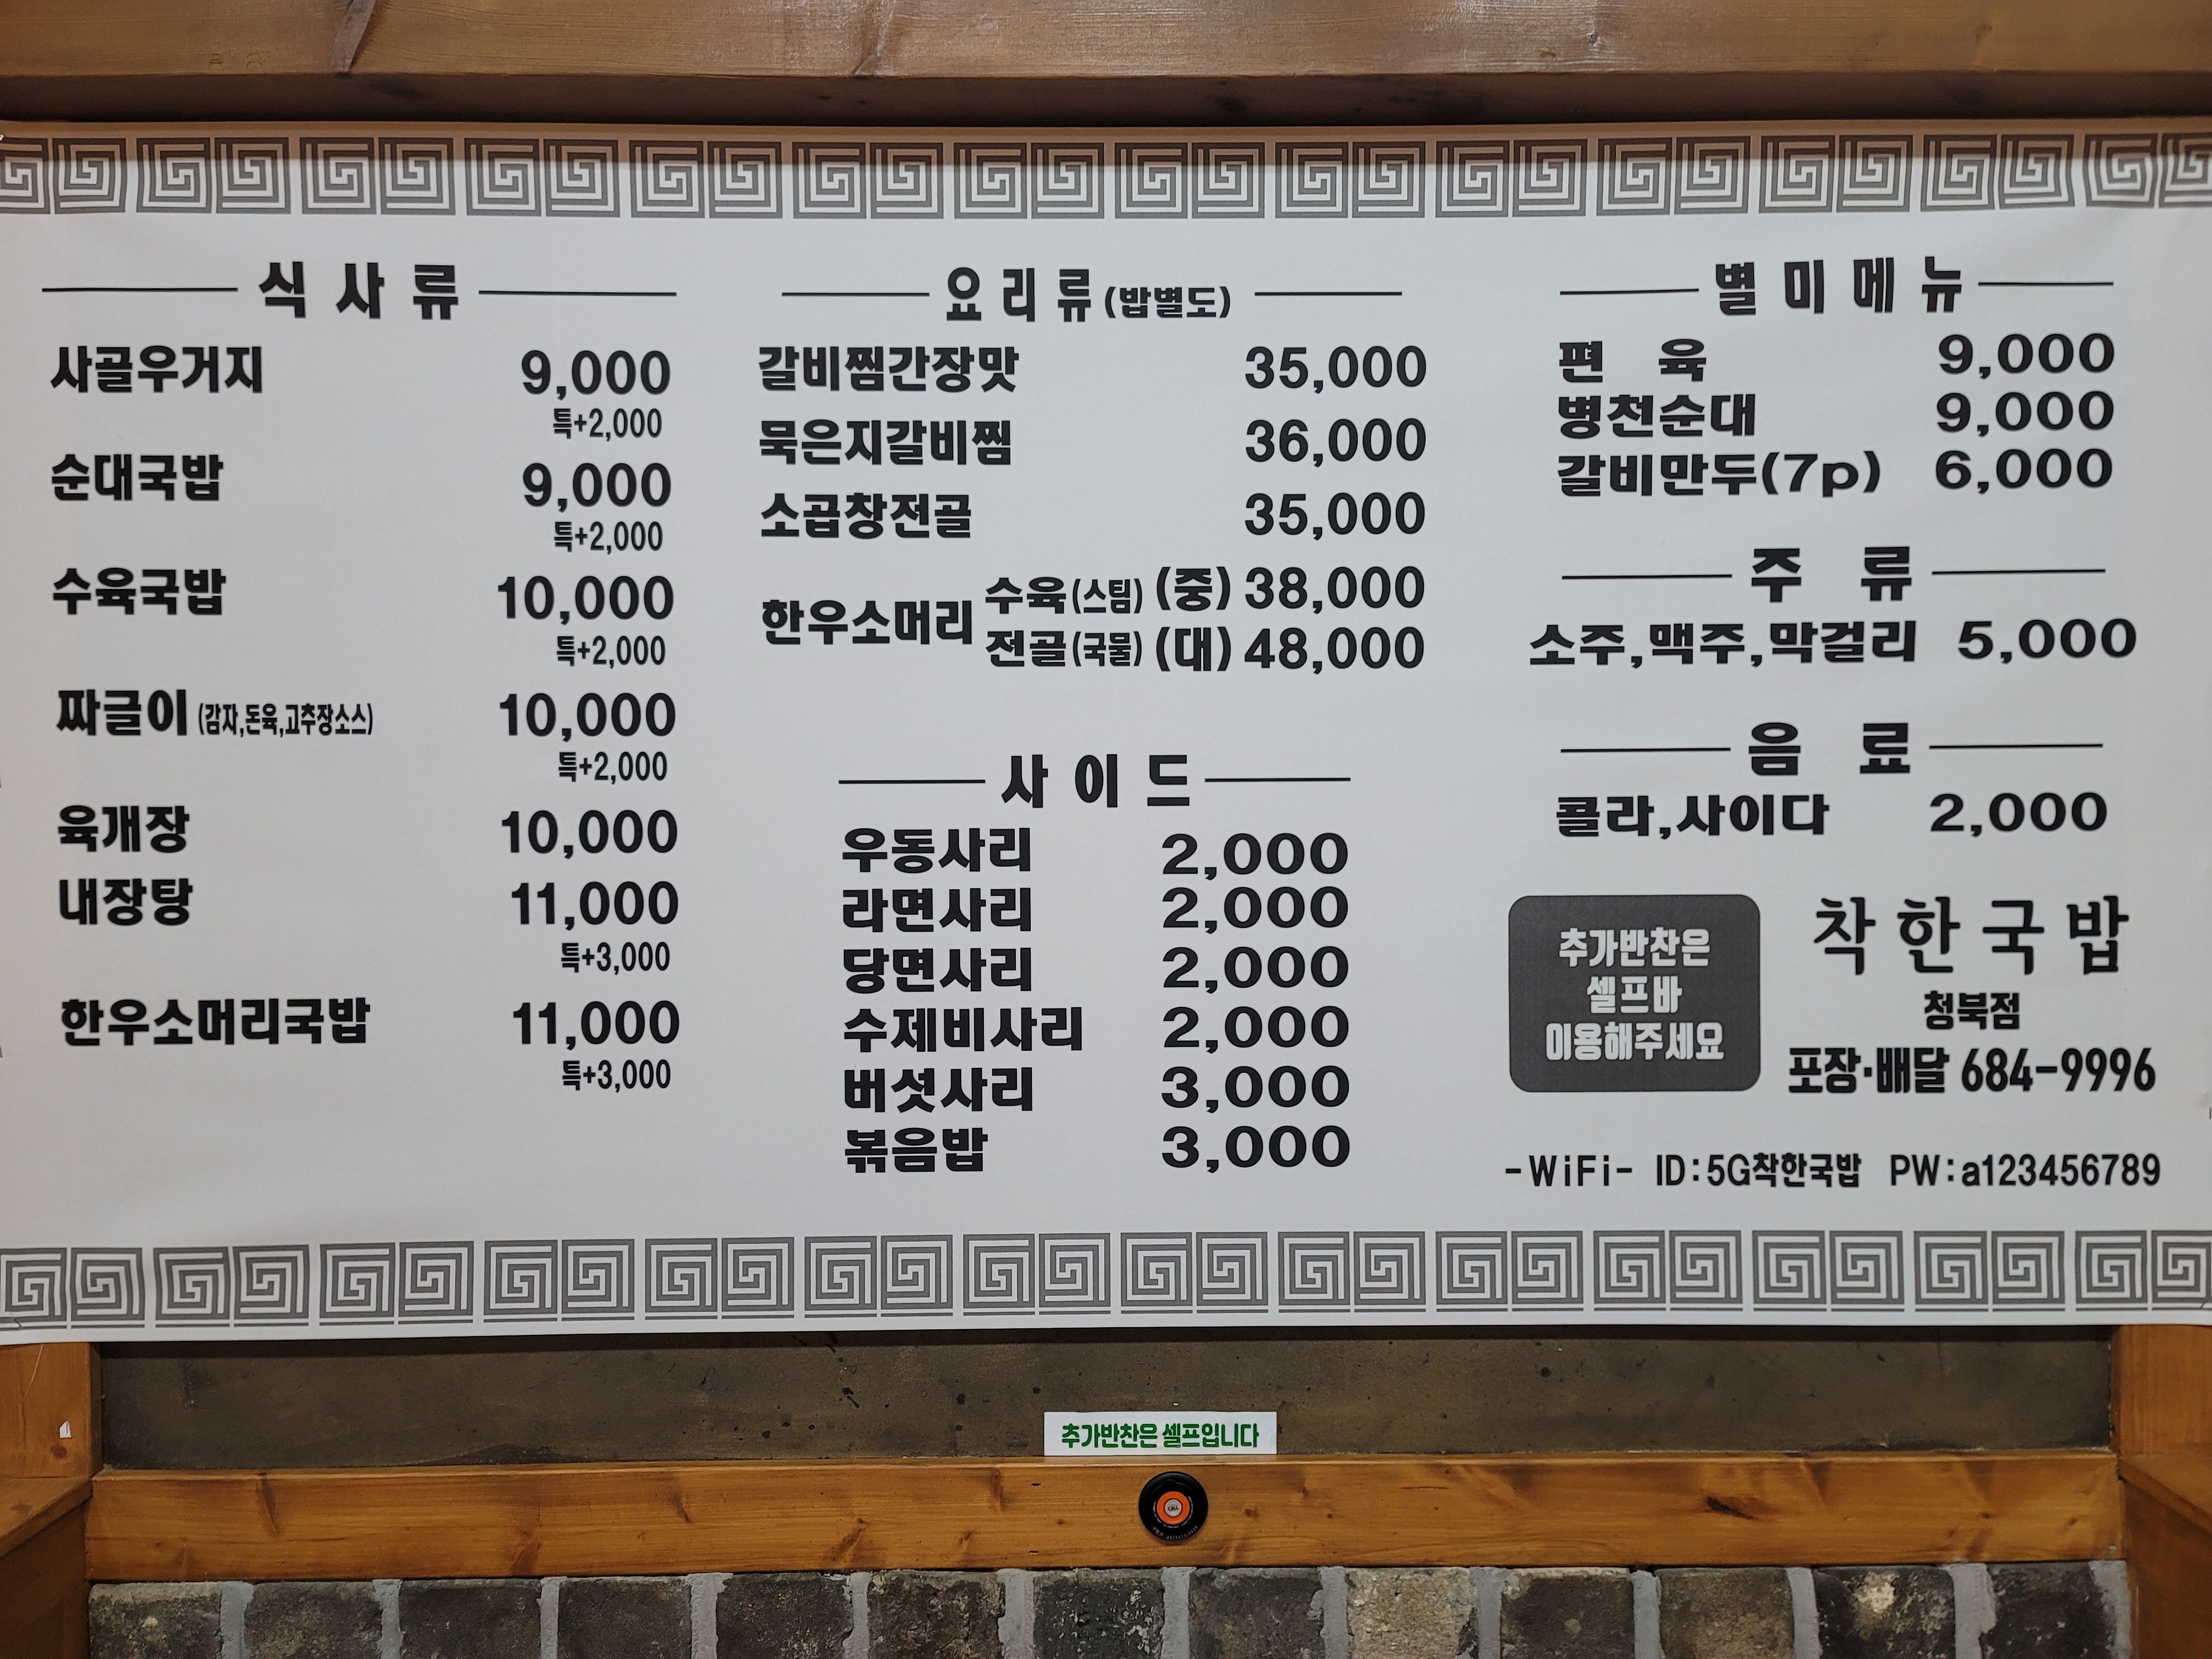 식사류
사골우거지 9,000
특+2,000
순대국밥 9,000
특+2,000
수육국밥 10,000
특+2,000
짜글이 (감자,돈육,고추장소스) 10,000
특+2,000
육개장 10,000
내장탕 11,000
특+3,000
한우소머리국밥 11,000
특+3,000
요리류 (밥별도)
갈비찜간장맛 35,000
묵은지갈비찜 36,000
소곱창전골 35,000
한우소머리 수육(스팀) (중) 38,000
전골(국물) (대) 48,000
사이드
우동사리 2,000
라면사리 2,000
당면사리 2,000
수제비사리 2,000
버섯사리 3,000
볶음밥 3,000
별미메뉴
편 육 9,000
병천순대 9,000
갈비만두(7p) 6,000
주 류
소주,맥주,막걸리 5,000
음 료
콜라,사이다 2,000
추가반찬은
셀프바
이용해주세요
착한국밥
청북점
포장·배달 684-9996
-WiFi- ID:5G착한국밥 PW:a123456789
추가반찬은 셀프입니다